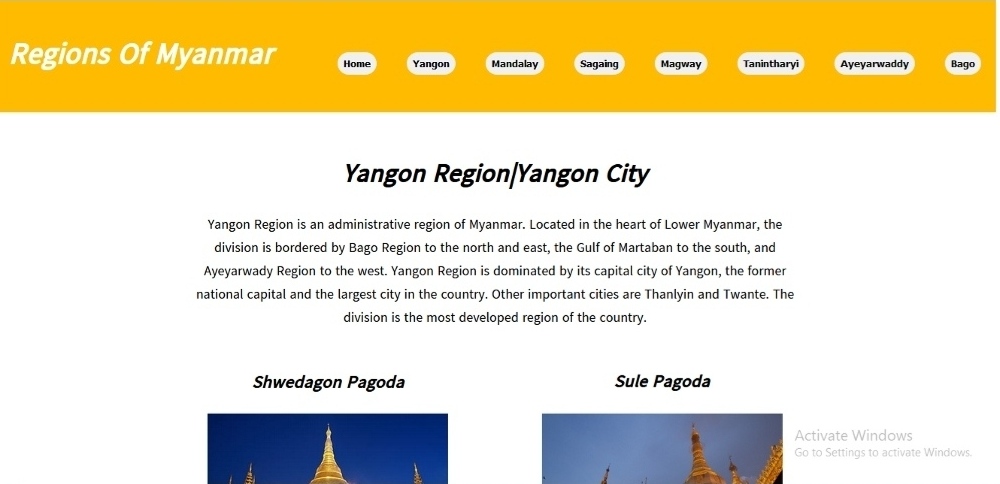 Regions Of Myanmar
Home Yangon Mandalay Sagaing Magway Tanintharyi Ayeyarwaddy Bago
Yangon Region|Yangon City
Yangon Region is an administrative region of Myanmar. Located in the heart of Lower Myanmar, the
division is bordered by Bago Region to the north and east, the Gulf of Martaban to the south, and
Ayeyarwady Region to the west. Yangon Region is dominated by its capital city of Yangon, the former
national capital and the largest city in the country. Other important cities are Thanlyin and Twante. The
division is the most developed region of the country.
Shwedagon Pagoda
Sule Pagoda
Activate Windows
Go to Settings to activate Windows.